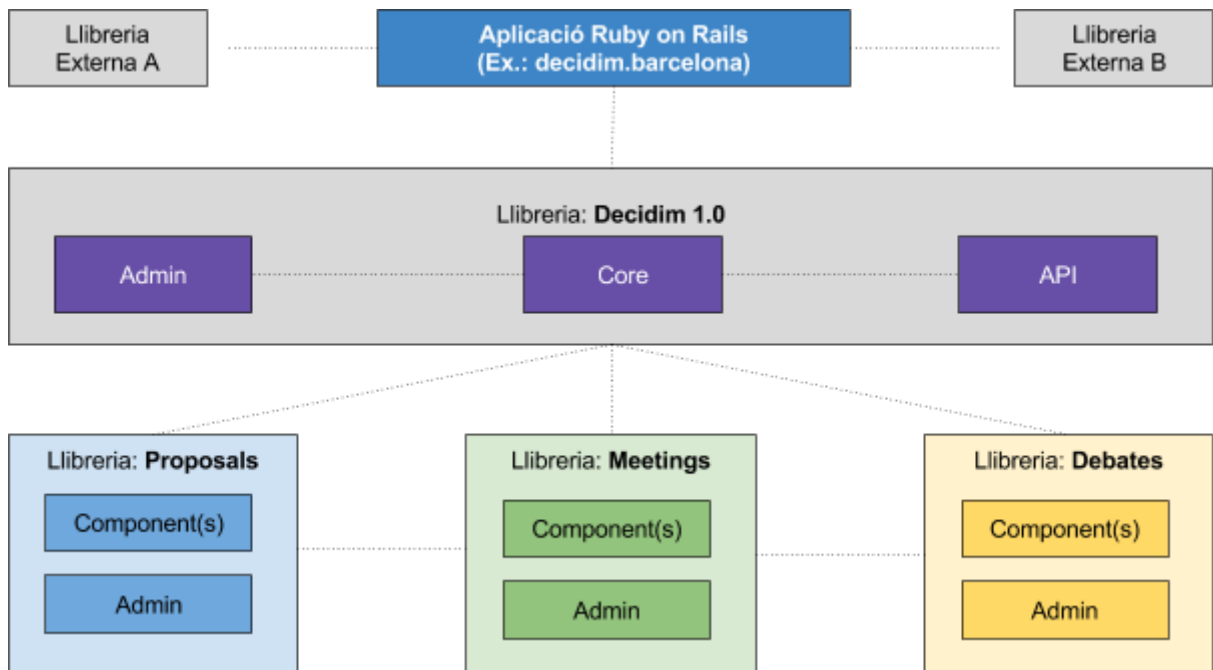 Llibreria
Externa A
Aplicació Ruby on Rails
(Ex.: decidim.barcelona)
Llibreria
Externa B
Llibreria: Decidim 1.0
Admin
Core
API
Llibreria: Proposals
Component(s)
Admin
Llibreria: Meetings
Component(s)
Admin
Llibreria: Debates
Component(s)
Admin